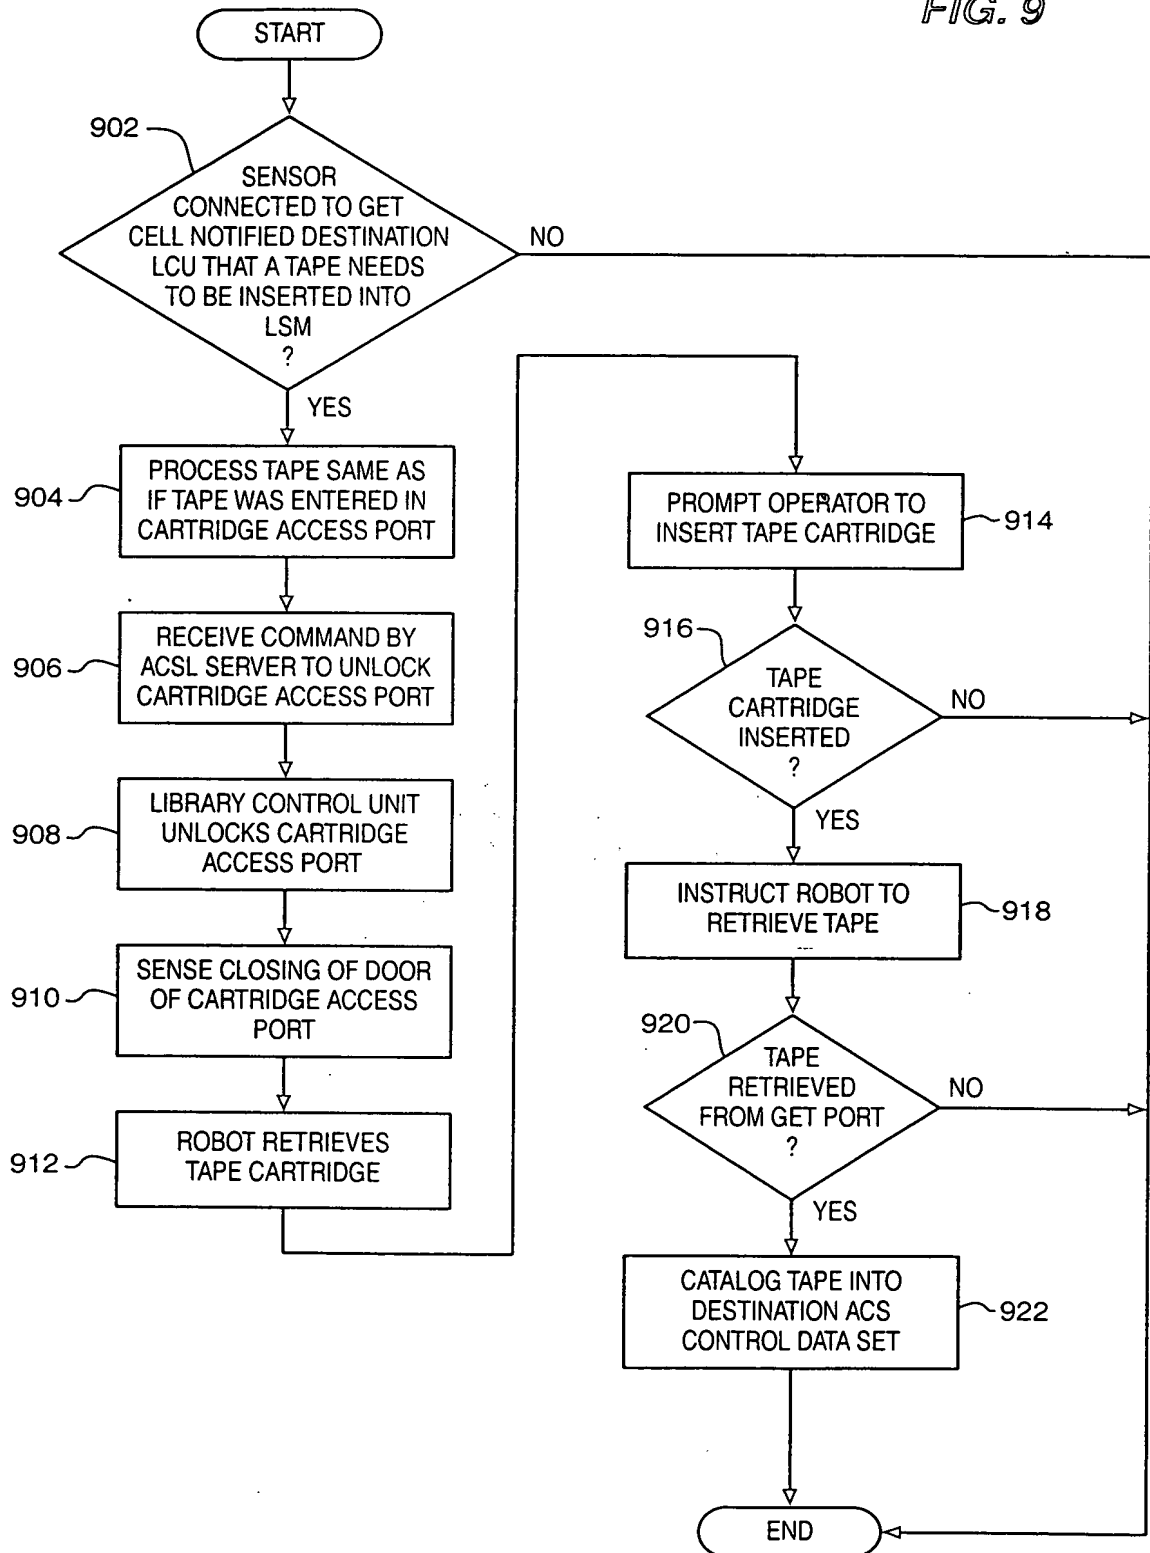 FIG. 9
START
902
SENSOR
CONNECTED TO GET
CELL NOTIFIED DESTINATION
LCU THAT A TAPE NEEDS
TO BE INSERTED INTO
LSM
?
NO
YES
904
PROCESS TAPE SAME AS
IF TAPE WAS ENTERED IN
CARTRIDGE ACCESS PORT
906
RECEIVE COMMAND BY
ACSL SERVER TO UNLOCK
CARTRIDGE ACCESS PORT
908
LIBRARY CONTROL UNIT
UNLOCKS CARTRIDGE
ACCESS PORT
910
SENSE CLOSING OF DOOR
OF CARTRIDGE ACCESS
PORT
912
ROBOT RETRIEVES
TAPE CARTRIDGE
PROMPT OPERATOR TO
INSERT TAPE CARTRIDGE
914
916
TAPE
CARTRIDGE
INSERTED
?
NO
YES
INSTRUCT ROBOT TO
RETRIEVE TAPE
918
920
TAPE
RETRIEVED
FROM GET PORT
?
NO
YES
CATALOG TAPE INTO
DESTINATION ACS
CONTROL DATA SET
922
END